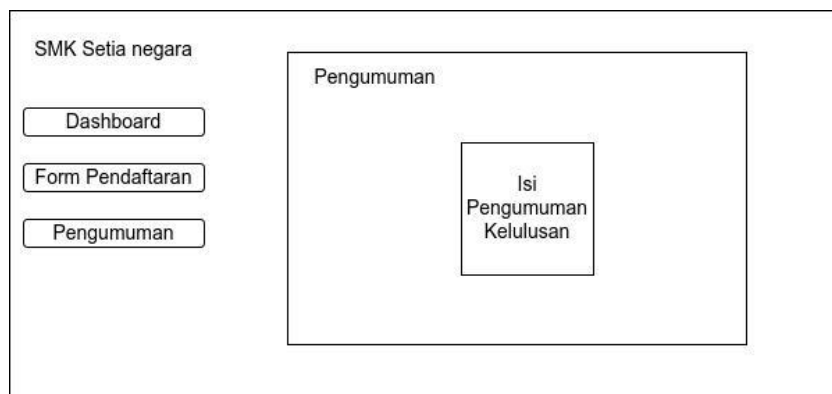 SMK Setia negara
Dashboard
Form Pendaftaran
Pengumuman
Pengumuman
Isi
Pengumuman
Kelulusan